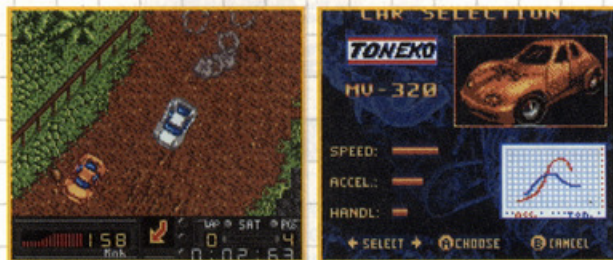 158
Mph
LAP SAT POS
0 4
0:02:63
CAR SELECTION
TONEKO
MV-320
SPEED:
ACCEL.:
HANDL:
← SELECT → A CHOOSE B CANCEL